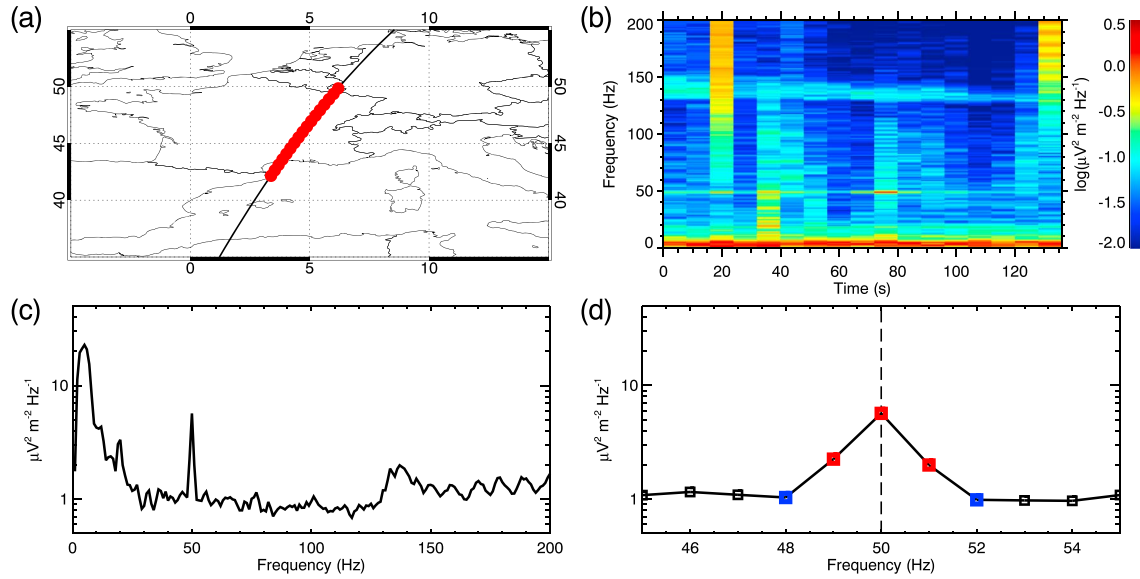 (a)
0 5 10
50 50
45 45
40 40
0 5 10
(b)
Frequency (Hz)
200
150
100
50
0
0 20 40 60 80 100 120
Time (s)
log(μV² m⁻² Hz⁻¹)
0.5
0.0
-0.5
-1.0
-1.5
-2.0
(c)
μV² m⁻² Hz⁻¹
10
1
0 50 100 150 200
Frequency (Hz)
(d)
μV² m⁻² Hz⁻¹
10
1
46 48 50 52 54
Frequency (Hz)